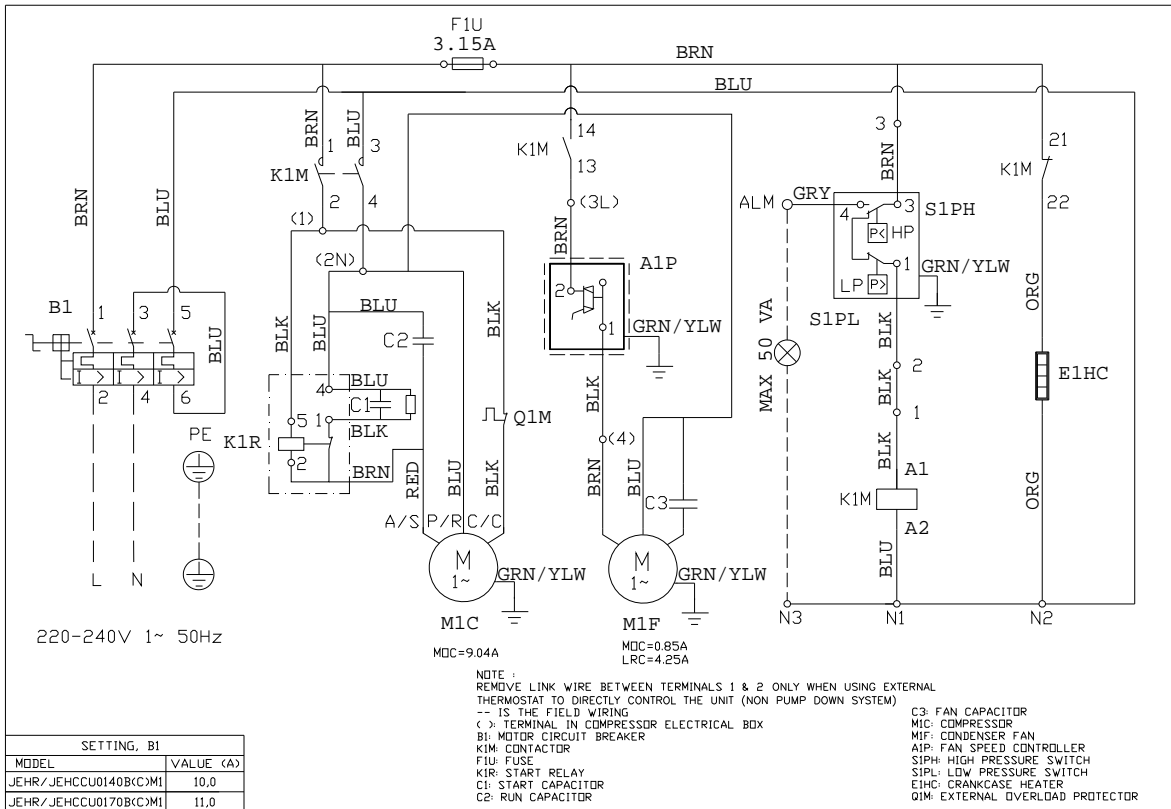 F1U
3.15A
BRN
BLU
BRN
BLU
BRN
BLU
1
3
K1M
2
4
(1)
(2N)
14
K1M
13
(3L)
BRN
A1P
2
1
GRN/YLW
3
BRN
ALM
GRY
4
3
S1PH
P<
HP
LP
P>
1
GRN/YLW
S1PL
21
K1M
22
ORG
B1
1
3
5
BLU
I >
I >
I >
2
4
6
PE
BLK
BLU
BLU
C2
BLK
4
BLU
C1
5
1
BLK
K1R
2
BRN
Q1M
RED
BLU
BLK
A/S
P/R
C/C
M
1~
GRN/YLW
M1C
MOC=9.04A
BLK
(4)
BRN
BLU
C3
M
1~
GRN/YLW
M1F
MOC=0.85A
LRC=4.25A
MAX 50 VA
BLK
2
BLK
1
BLK
A1
K1M
A2
BLU
E1HC
ORG
N3
N1
N2
L
N
220-240V 1~ 50Hz
NOTE :
REMOVE LINK WIRE BETWEEN TERMINALS 1 & 2 ONLY WHEN USING EXTERNAL
THERMOSTAT TO DIRECTLY CONTROL THE UNIT (NON PUMP DOWN SYSTEM)
-- IS THE FIELD WIRING
( ): TERMINAL IN COMPRESSOR ELECTRICAL BOX
B1: MOTOR CIRCUIT BREAKER
K1M: CONTACTOR
F1U: FUSE
K1R: START RELAY
C1: START CAPACITOR
C2: RUN CAPACITOR
C3: FAN CAPACITOR
M1C: COMPRESSOR
M1F: CONDENSER FAN
A1P: FAN SPEED CONTROLLER
S1PH: HIGH PRESSURE SWITCH
S1PL: LOW PRESSURE SWITCH
E1HC: CRANKCASE HEATER
Q1M: EXTERNAL OVERLOAD PROTECTOR
SETTING, B1
MODEL VALUE (A)
JEHR/JEHCCU0140B(C)M1 10,0
JEHR/JEHCCU0170B(C)M1 11,0